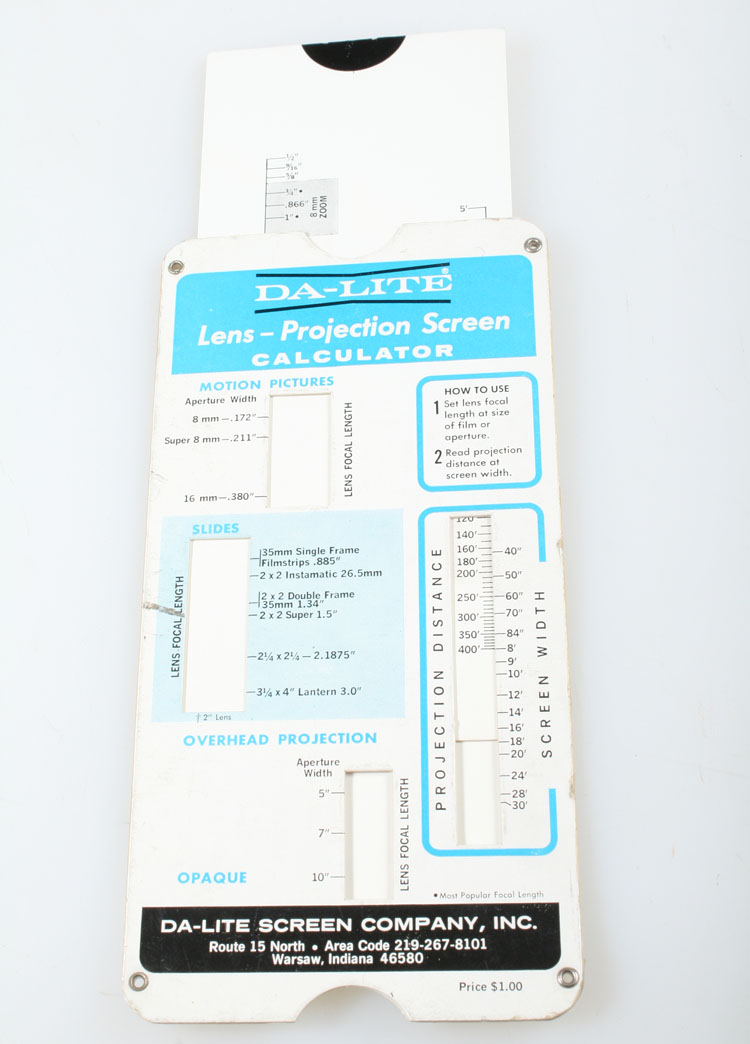 ½"
9/16"
5/8"
¾"•
.866"
1"•
8 mm
ZOOM
5'
DA-LITE®
Lens – Projection Screen
CALCULATOR
MOTION PICTURES
Aperture Width
8 mm—.172"
Super 8 mm—.211"
16 mm—.380"
LENS FOCAL LENGTH
HOW TO USE
1 Set lens focal
length at size
of film or
aperture.
2 Read projection
distance at
screen width.
SLIDES
LENS FOCAL LENGTH
35mm Single Frame
Filmstrips .885"
2 x 2 Instamatic 26.5mm
2 x 2 Double Frame
35mm 1.34"
2 x 2 Super 1.5"
2¼ x 2¼ — 2.1875"
3¼ x 4" Lantern 3.0"
2" Lens
PROJECTION DISTANCE
120'
140'
160'
180'
200'
250'
300'
350'
400'
40"
50"
60"
70"
84"
8'
9'
10'
12'
14'
16'
18'
20'
24'
28'
30'
SCREEN WIDTH
OVERHEAD PROJECTION
Aperture
Width
5"
7"
10"
LENS FOCAL LENGTH
OPAQUE
• Most Popular Focal Length
DA-LITE SCREEN COMPANY, INC.
Route 15 North • Area Code 219-267-8101
Warsaw, Indiana 46580
Price $1.00